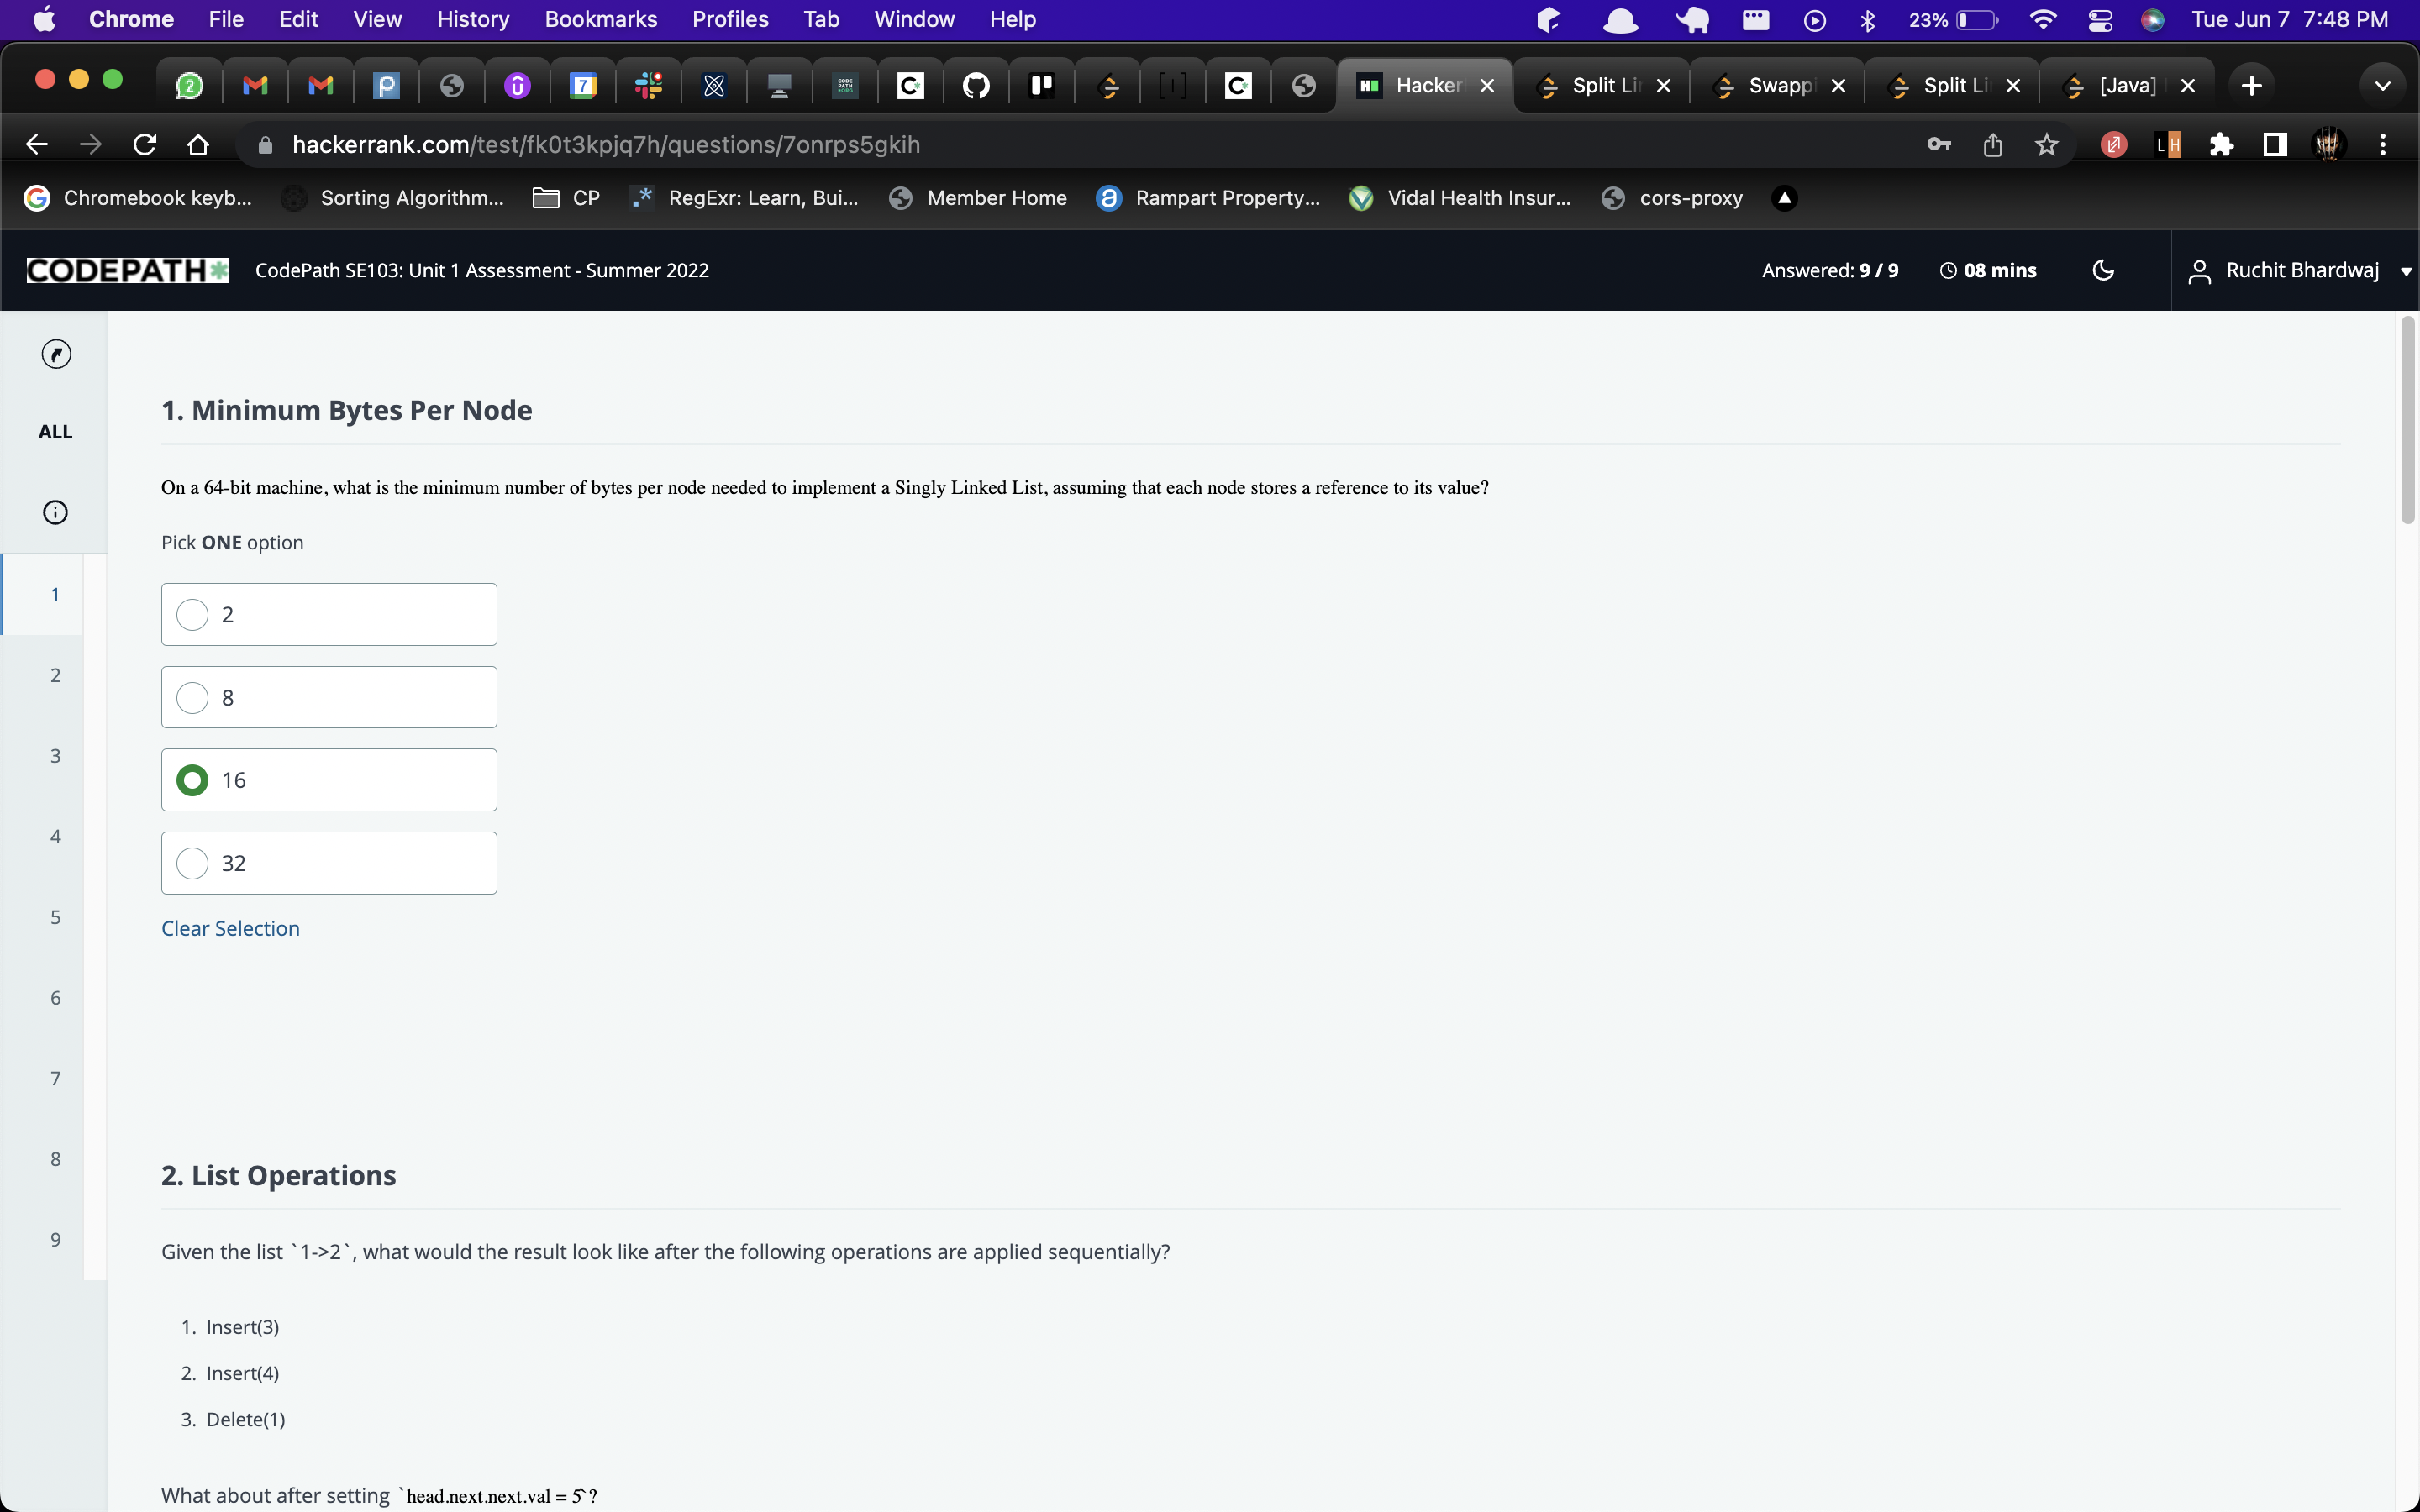 Chrome File Edit View History Bookmarks Profiles Tab Window Help 23% Tue Jun 7 7:48 PM
Hacker Split Li Swappi Split Li [Java]
hackerrank.com/test/fk0t3kpjq7h/questions/7onrps5gkih
Chromebook keyb... Sorting Algorithm... CP RegExr: Learn, Bui... Member Home Rampart Property... Vidal Health Insur... cors-proxy
CODEPATH* CodePath SE103: Unit 1 Assessment - Summer 2022 Answered: 9 / 9 08 mins Ruchit Bhardwaj
ALL
1
2
3
4
5
6
7
8
9
1. Minimum Bytes Per Node
On a 64-bit machine, what is the minimum number of bytes per node needed to implement a Singly Linked List, assuming that each node stores a reference to its value?
Pick ONE option
2
8
16
32
Clear Selection
2. List Operations
Given the list `1->2`, what would the result look like after the following operations are applied sequentially?
1. Insert(3)
2. Insert(4)
3. Delete(1)
What about after setting `head.next.next.val = 5`?